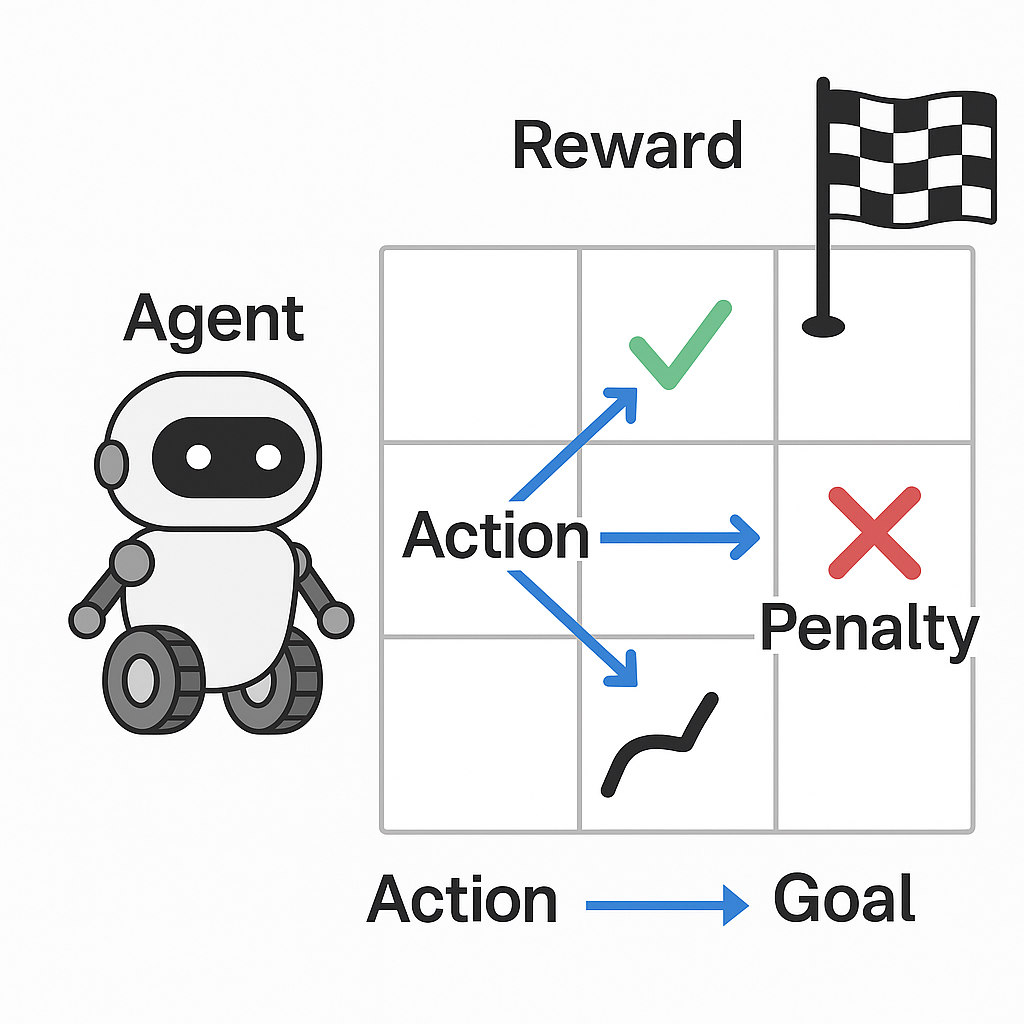 Reward
Agent
Action
Penalty
Action
Goal